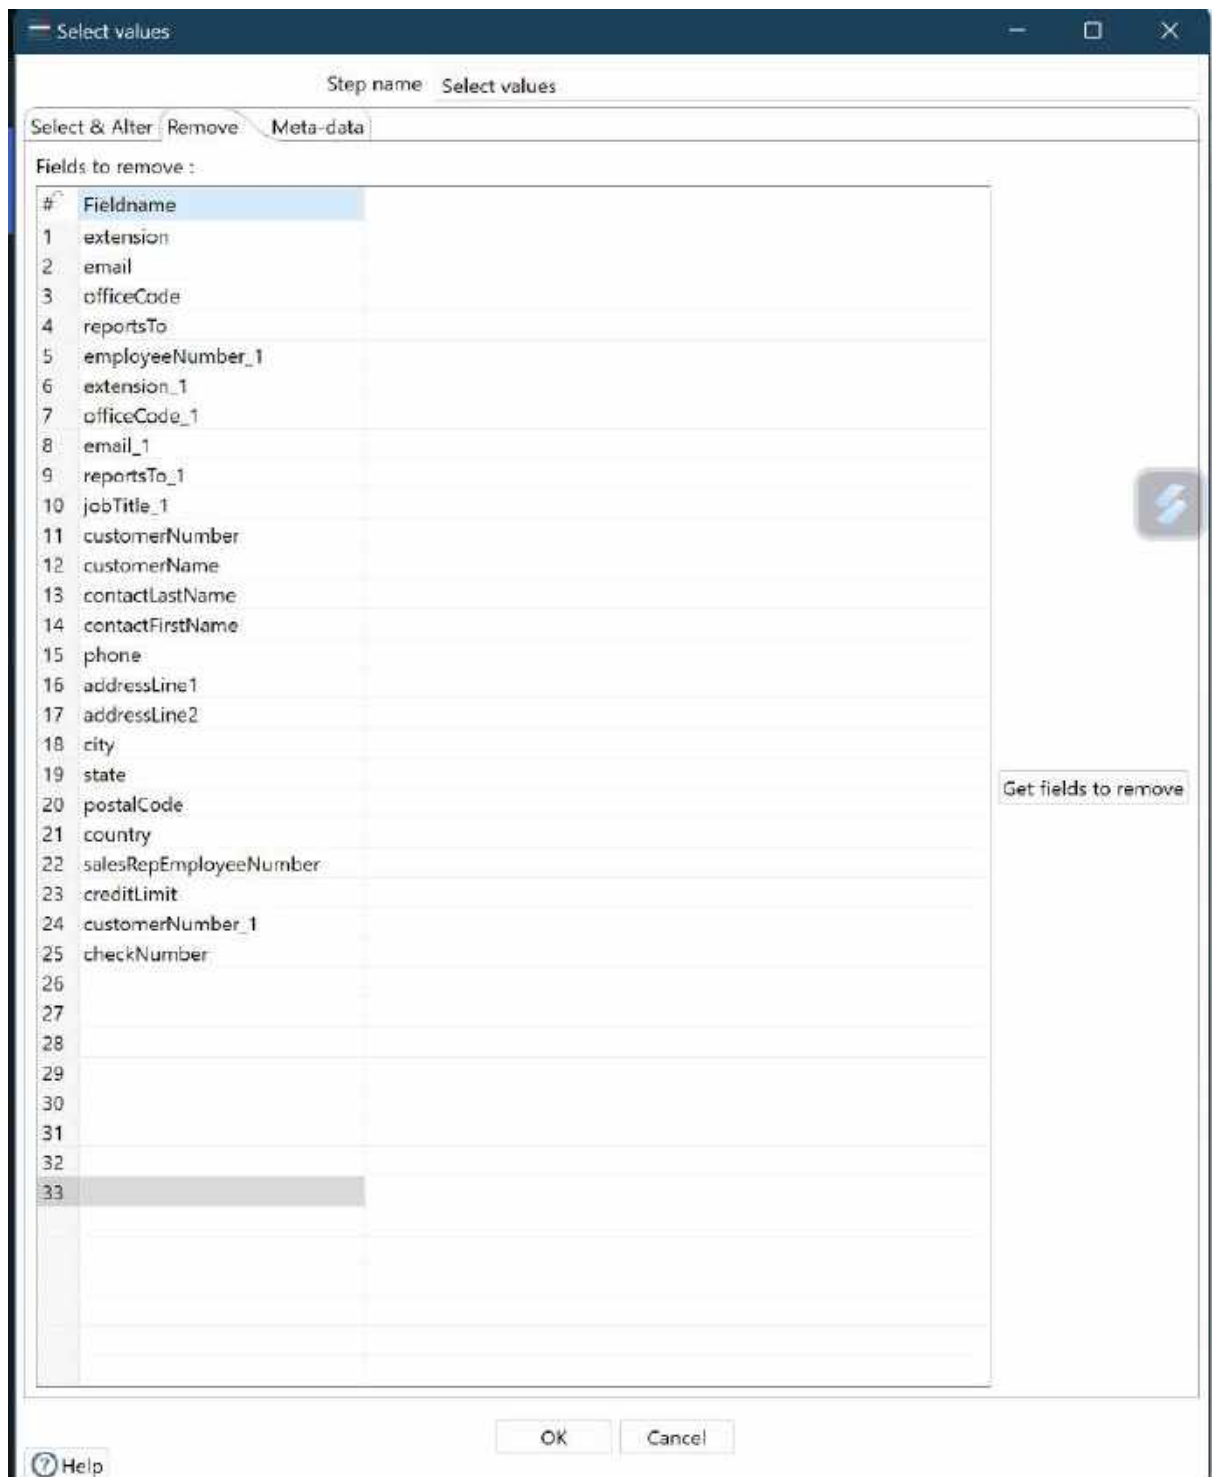 Select values
Step name Select values
Select & Alter Remove Meta-data
Fields to remove :
# Fieldname
1 extension
2 email
3 officeCode
4 reportsTo
5 employeeNumber_1
6 extension_1
7 officeCode_1
8 email_1
9 reportsTo_1
10 jobTitle_1
11 customerNumber
12 customerName
13 contactLastName
14 contactFirstName
15 phone
16 addressLine1
17 addressLine2
18 city
19 state
20 postalCode
21 country
22 salesRepEmployeeNumber
23 creditLimit
24 customerNumber_1
25 checkNumber
26
27
28
29
30
31
32
33
Get fields to remove
OK Cancel
Help